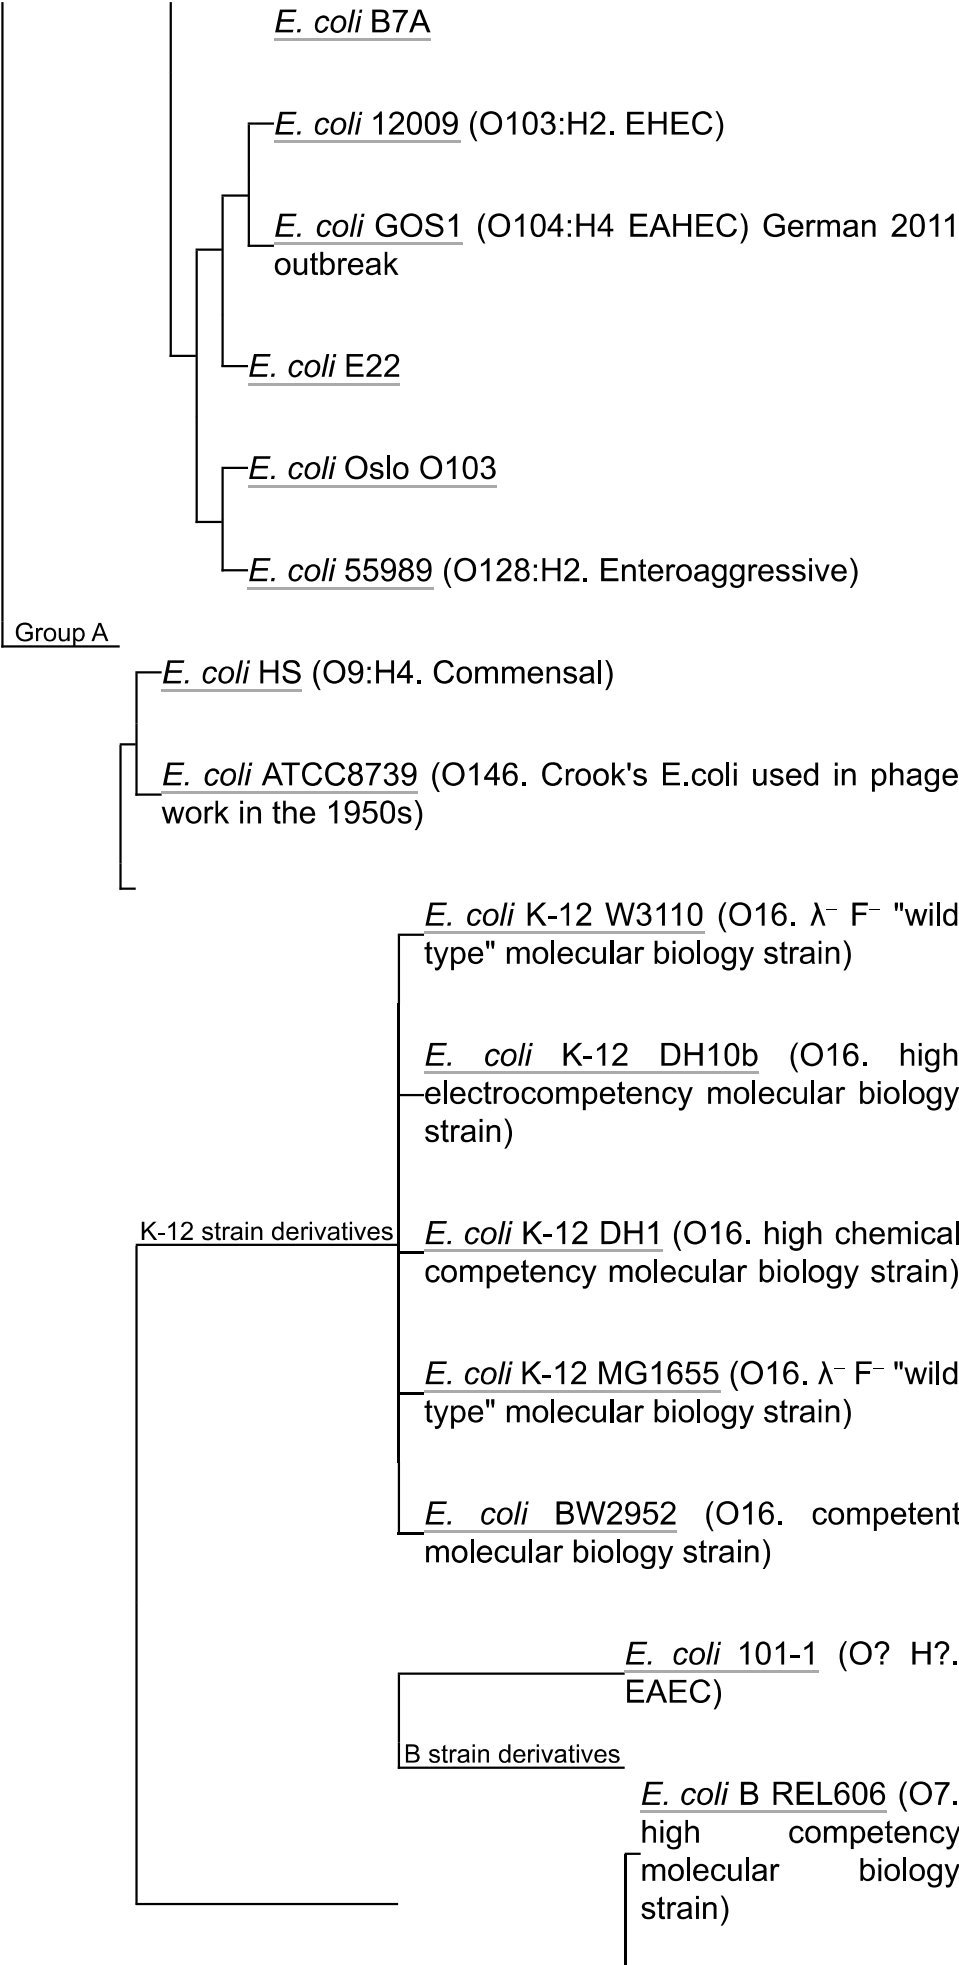 E. coli B7A
E. coli 12009 (O103:H2. EHEC)
E. coli GOS1 (O104:H4 EAHEC) German 2011
outbreak
E. coli E22
E. coli Oslo O103
E. coli 55989 (O128:H2. Enteroaggressive)
Group A
E. coli HS (O9:H4. Commensal)
E. coli ATCC8739 (O146. Crook's E.coli used in phage
work in the 1950s)
E. coli K-12 W3110 (O16. λ⁻ F⁻ "wild
type" molecular biology strain)
E. coli K-12 DH10b (O16. high
electrocompetency molecular biology
strain)
K-12 strain derivatives
E. coli K-12 DH1 (O16. high chemical
competency molecular biology strain)
E. coli K-12 MG1655 (O16. λ⁻ F⁻ "wild
type" molecular biology strain)
E. coli BW2952 (O16. competent
molecular biology strain)
E. coli 101-1 (O? H?.
EAEC)
B strain derivatives
E. coli B REL606 (O7.
high competency
molecular biology
strain)